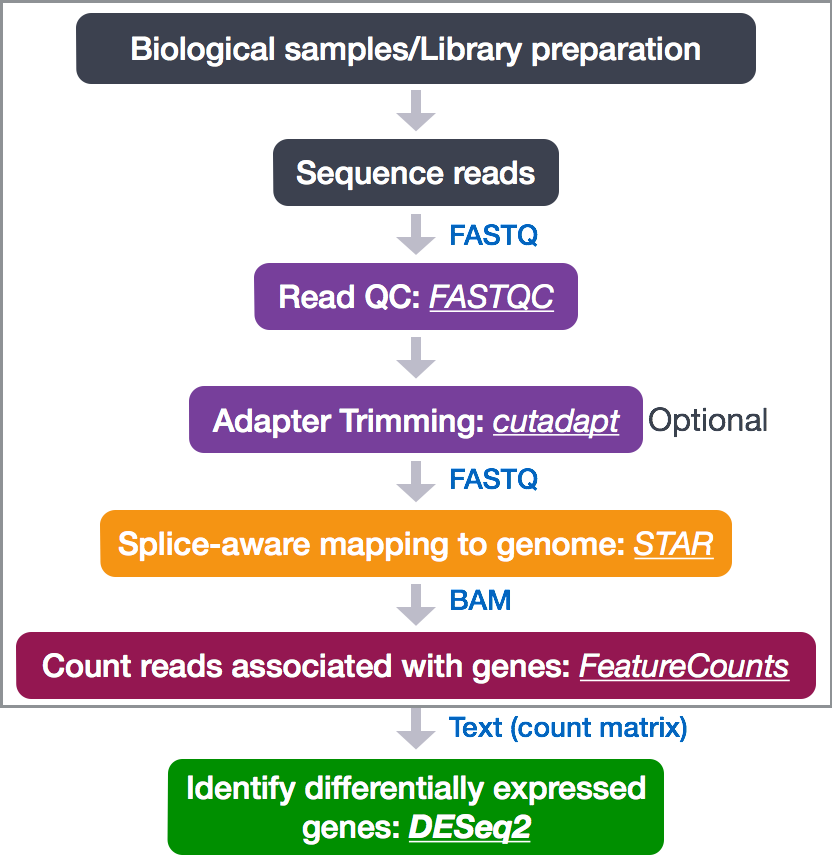 Biological samples/Library preparation
Sequence reads
FASTQ
Read QC: FASTQC
Adapter Trimming: cutadapt Optional
FASTQ
Splice-aware mapping to genome: STAR
BAM
Count reads associated with genes: FeatureCounts
Text (count matrix)
Identify differentially expressed
genes: DESeq2